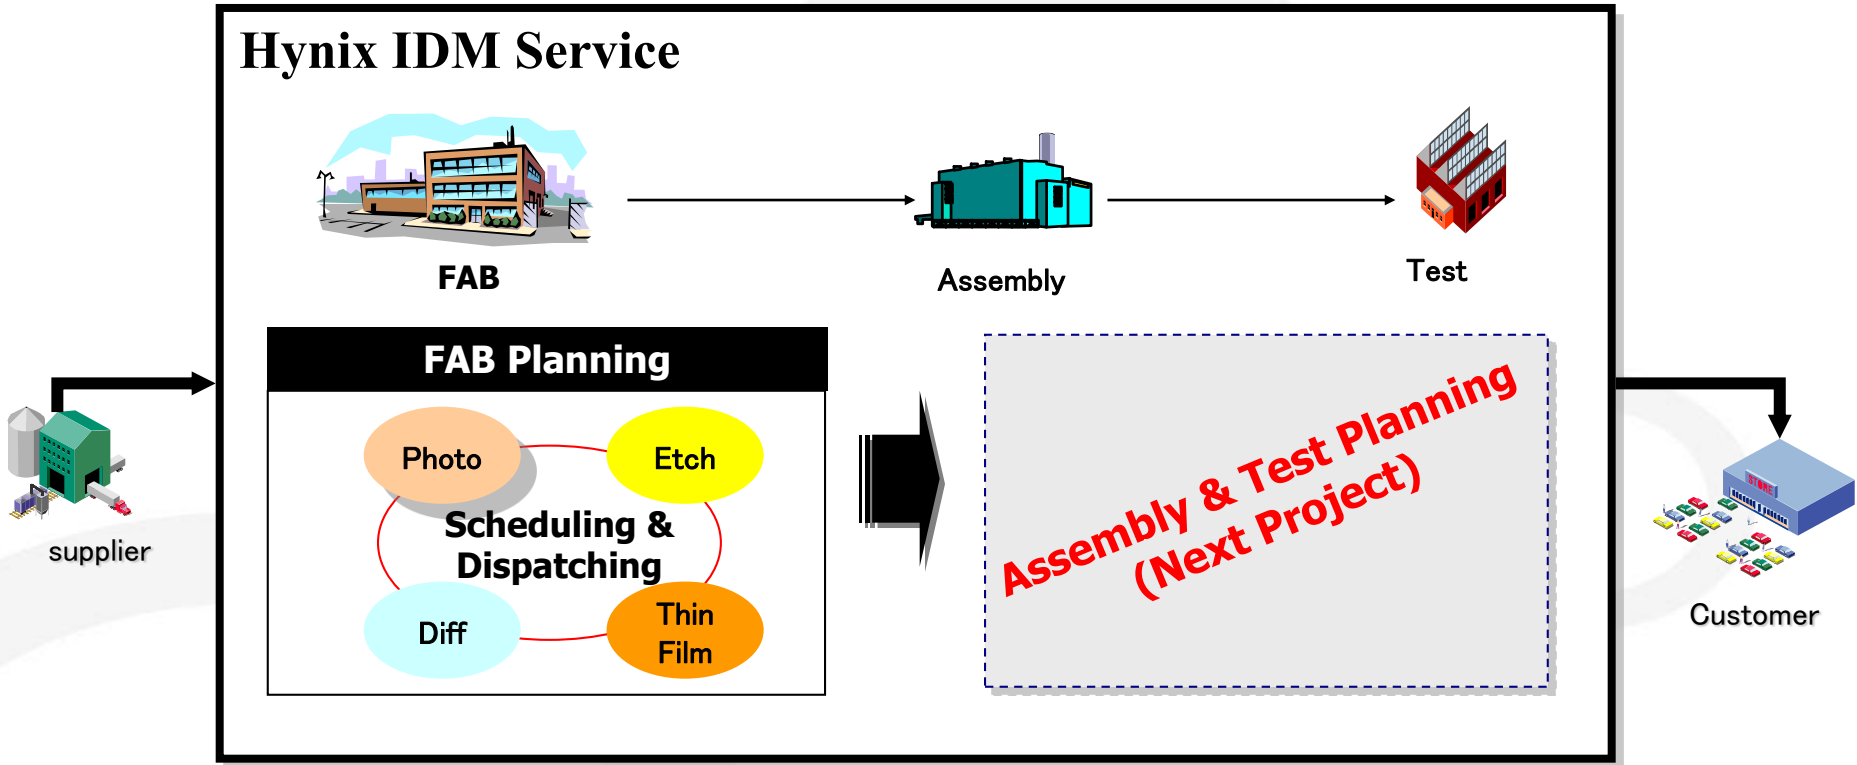 Hynix IDM Service
FAB
Assembly
Test
FAB Planning
Photo
Etch
Scheduling &
Dispatching
Diff
Thin
Film
Assembly & Test Planning
(Next Project)
supplier
STORE
Customer